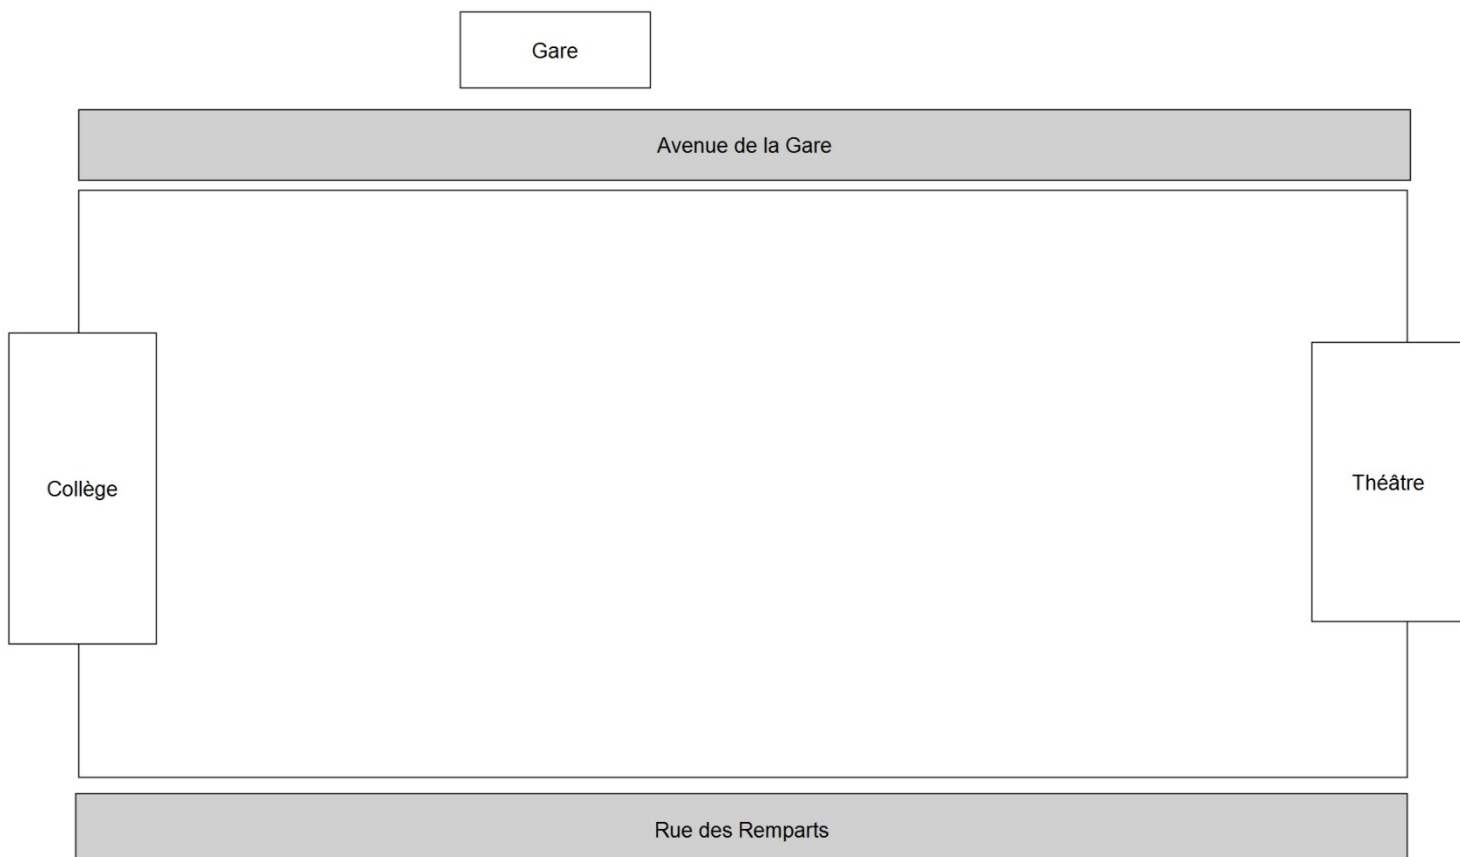 Gare
Avenue de la Gare
Collège
Théâtre
Rue des Remparts